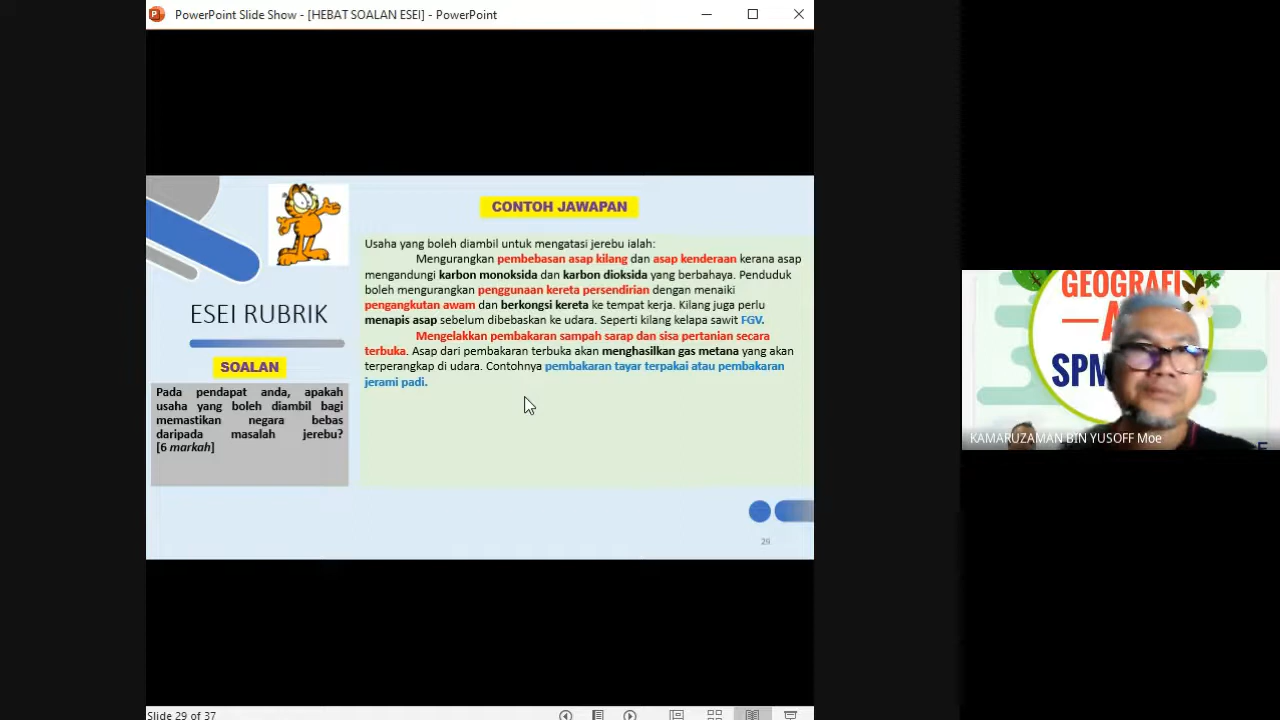 PowerPoint Slide Show - [HEBAT SOALAN ESEI] - PowerPoint
CONTOH JAWAPAN
Usaha yang boleh diambil untuk mengatasi jerebu ialah:
Mengurangkan pembebasan asap kilang dan asap kenderaan kerana asap
mengandungi karbon monoksida dan karbon dioksida yang berbahaya. Penduduk
boleh mengurangkan penggunaan kereta persendirian dengan menaiki
pengangkutan awam dan berkongsi kereta ke tempat kerja. Kilang juga perlu
menapis asap sebelum dibebaskan ke udara. Seperti kilang kelapa sawit FGV.
Mengelakkan pembakaran sampah sarap dan sisa pertanian secara
terbuka. Asap dari pembakaran terbuka akan menghasilkan gas metana yang akan
terperangkap di udara. Contohnya pembakaran tayar terpakai atau pembakaran
jerami padi.
ESEI RUBRIK
SOALAN
Pada pendapat anda, apakah
usaha yang boleh diambil bagi
memastikan negara bebas
daripada masalah jerebu?
[6 markah]
29
Slide 29 of 37
GEOGRAFI
SPM
KAMARUZAMAN BIN YUSOFF Moe